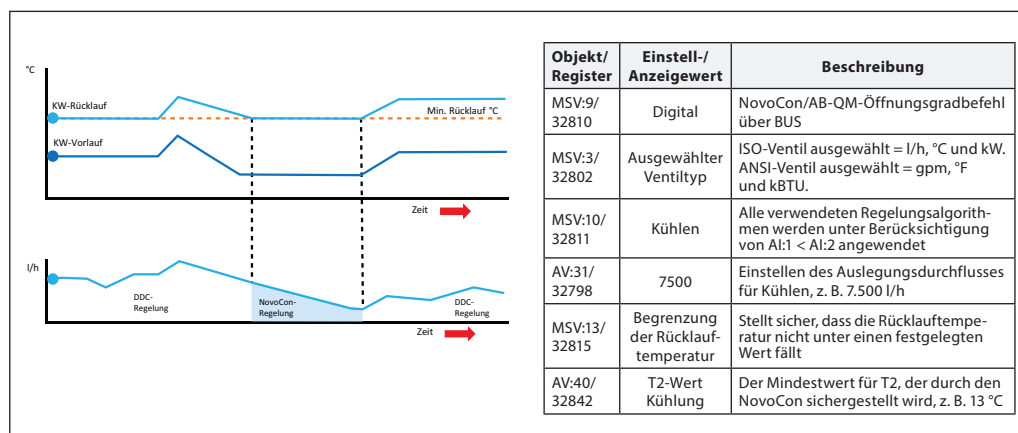 °C
KW-Rücklauf
Min. Rücklauf °C
KW-Vorlauf
Zeit
l/h
DDC-
Regelung
NovoCon-
Regelung
DDC-
Regelung
Zeit
Objekt/
Register
Einstell-/
Anzeigewert
Beschreibung
MSV:9/
32810
Digital
NovoCon/AB-QM-Öffnungsgradbefehl
über BUS
MSV:3/
32802
Ausgewählter
Ventiltyp
ISO-Ventil ausgewählt = l/h, °C und kW.
ANSI-Ventil ausgewählt = gpm, °F
und kBTU.
MSV:10/
32811
Kühlen
Alle verwendeten Regelungsalgorith-
men werden unter Berücksichtigung
von AI:1 < AI:2 angewendet
AV:31/
32798
7500
Einstellen des Auslegungsdurchflusses
für Kühlen, z. B. 7.500 l/h
MSV:13/
32815
Begrenzung
der Rücklauf-
temperatur
Stellt sicher, dass die Rücklauftempe-
ratur nicht unter einen festgelegten
Wert fällt
AV:40/
32842
T2-Wert
Kühlung
Der Mindestwert für T2, der durch den
NovoCon sichergestellt wird, z. B. 13 °C